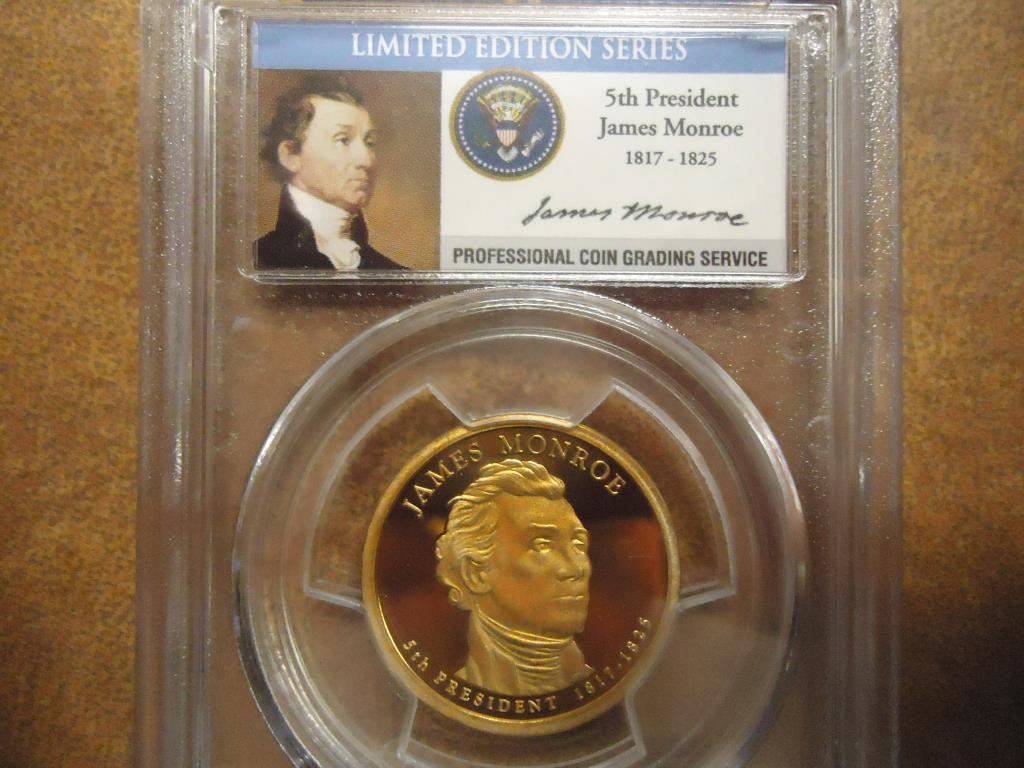 LIMITED EDITION SERIES
5th President
James Monroe
1817 - 1825
James Monroe
PROFESSIONAL COIN GRADING SERVICE
JAMES MONROE
5th PRESIDENT 1817-1825